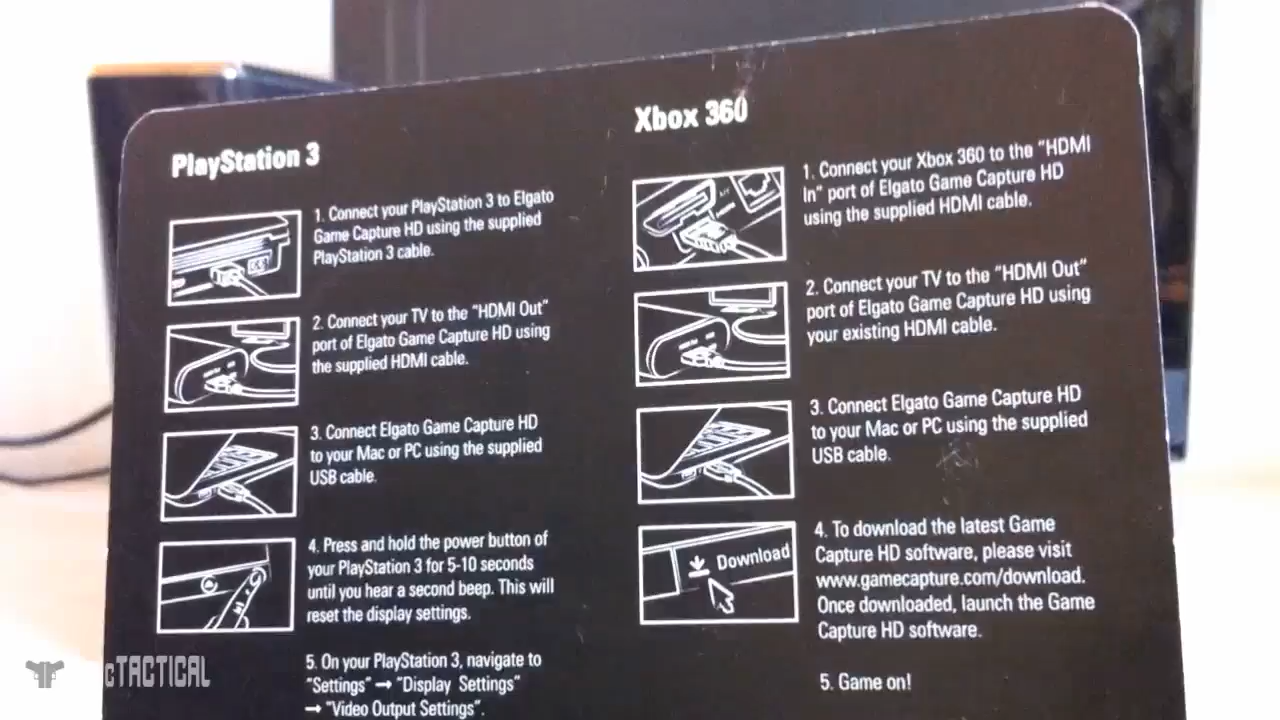 PlayStation 3
1. Connect your PlayStation 3 to Elgato
Game Capture HD using the supplied
PlayStation 3 cable.
2. Connect your TV to the "HDMI Out"
port of Elgato Game Capture HD using
the supplied HDMI cable.
3. Connect Elgato Game Capture HD
to your Mac or PC using the supplied
USB cable.
4. Press and hold the power button of
your PlayStation 3 for 5-10 seconds
until you hear a second beep. This will
reset the display settings.
5. On your PlayStation 3, navigate to
"Settings" → "Display Settings"
→ "Video Output Settings".
Xbox 360
1. Connect your Xbox 360 to the "HDMI
In" port of Elgato Game Capture HD
using the supplied HDMI cable.
2. Connect your TV to the "HDMI Out"
port of Elgato Game Capture HD using
your existing HDMI cable.
3. Connect Elgato Game Capture HD
to your Mac or PC using the supplied
USB cable.
Download
4. To download the latest Game
Capture HD software, please visit
www.gamecapture.com/download.
Once downloaded, launch the Game
Capture HD software.
5. Game on!
cTACTICAL